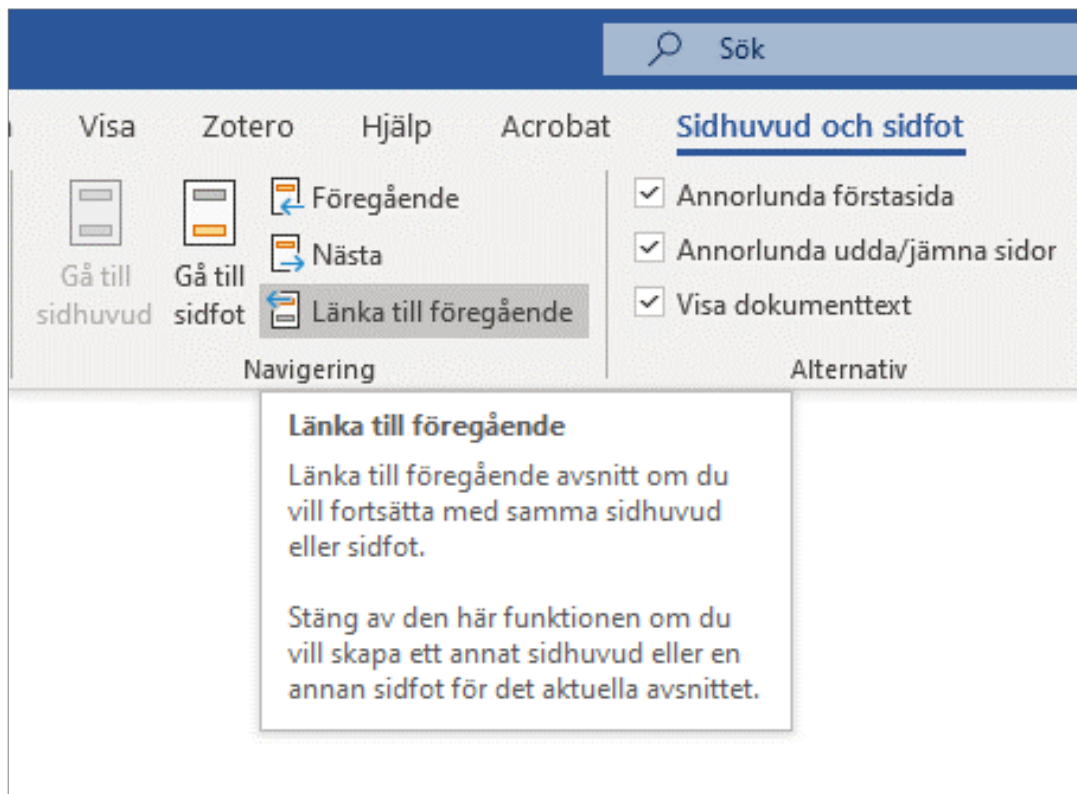 Sök
Visa Zotero Hjälp Acrobat Sidhuvud och sidfot
Gå till
sidhuvud
Gå till
sidfot
Föregående
Nästa
Länka till föregående
Navigering
Annorlunda förstasida
Annorlunda udda/jämna sidor
Visa dokumenttext
Alternativ
Länka till föregående
Länka till föregående avsnitt om du
vill fortsätta med samma sidhuvud
eller sidfot.
Stäng av den här funktionen om du
vill skapa ett annat sidhuvud eller en
annan sidfot för det aktuella avsnittet.